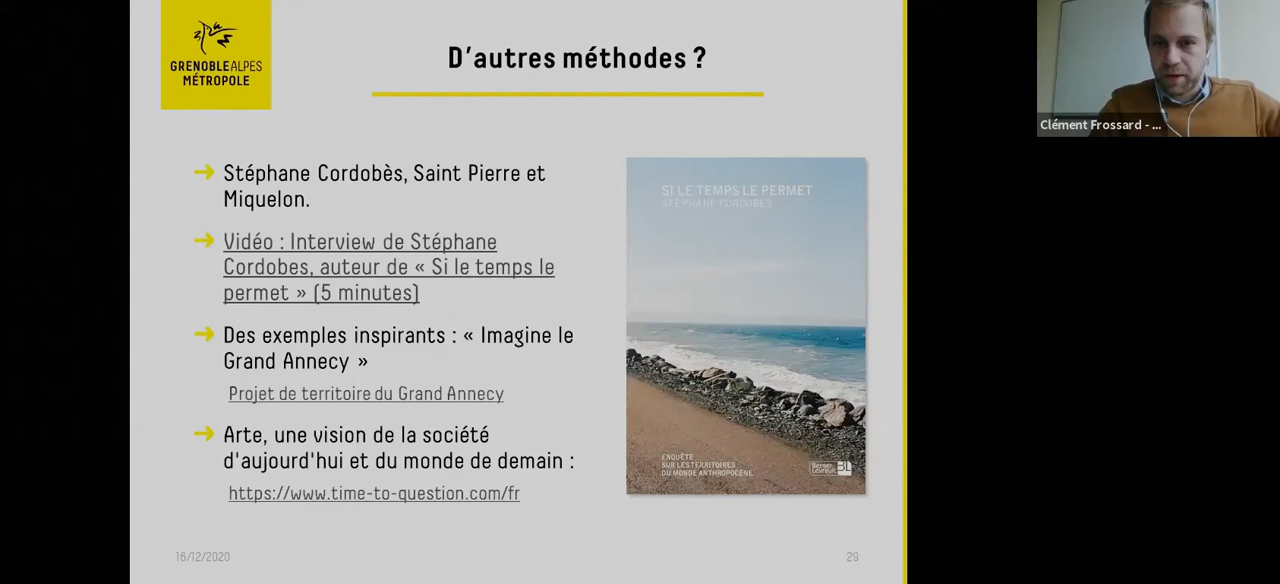 GRENOBLEALPES
MÉTROPOLE
D'autres méthodes ?
Clément Frossard - ...
➔ Stéphane Cordobès, Saint Pierre et
Miquelon.
➔ Vidéo : Interview de Stéphane
Cordobes, auteur de « Si le temps le
permet » (5 minutes)
➔ Des exemples inspirants : « Imagine le
Grand Annecy »
Projet de territoire du Grand Annecy
➔ Arte, une vision de la société
d'aujourd'hui et du monde de demain :
https://www.time-to-question.com/fr
SI LE TEMPS LE PERMET
STÉPHANE CORDOBES
ENQUÊTE
SUR LES TERRITOIRES
DU MONDE ANTHROPOCÈNE
Berger
Levrault BL
16/12/2020
29